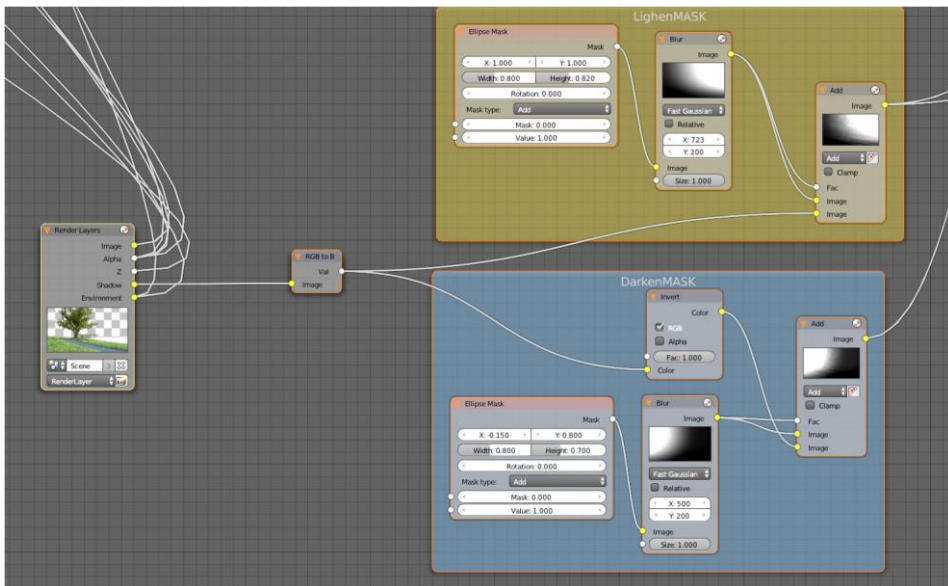 LighenMASK
Ellipse Mask
Mask
X: 1.000 Y: 1.000
Width: 0.800 Height: 0.820
Rotation: 0.000
Mask type: Add
Mask: 0.000
Value: 1.000
Blur
Image
Fast Gaussian
Relative
X: 723
Y: 200
Image
Size: 1.000
Add
Image
Add
Clamp
Fac
Image
Image
Render Layers
Image
Alpha
Z
Shadow
Environment
Scene 3
RenderLayer
RGB to B
Val
Image
DarkenMASK
Invert
Color
RGB
Alpha
Fac: 1.000
Color
Ellipse Mask
Mask
X: -0.150 Y: 0.800
Width: 0.800 Height: 0.700
Rotation: 0.000
Mask type: Add
Mask: 0.000
Value: 1.000
Blur
Image
Fast Gaussian
Relative
X: 500
Y: 200
Image
Size: 1.000
Add
Image
Add
Clamp
Fac
Image
Image